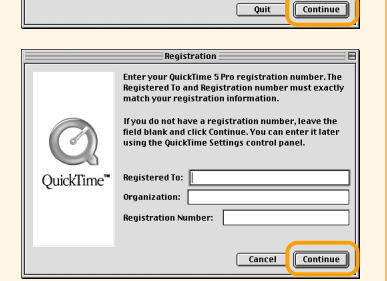 Quit Continue
Registration
Enter your QuickTime 5 Pro registration number. The
Registered To and Registration number must exactly
match your registration information.
If you do not have a registration number, leave the
field blank and click Continue. You can enter it later
using the QuickTime Settings control panel.
QuickTime™
Registered To:
Organization:
Registration Number:
Cancel Continue